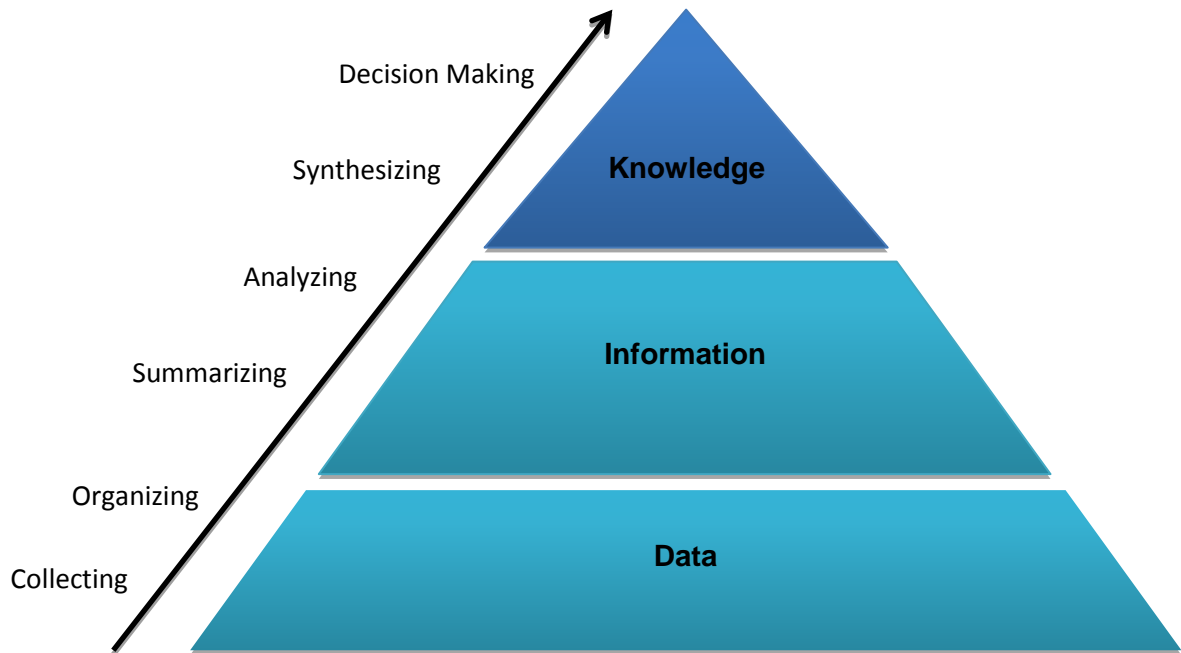 Decision Making
Synthesizing
Knowledge
Analyzing
Information
Summarizing
Organizing
Data
Collecting